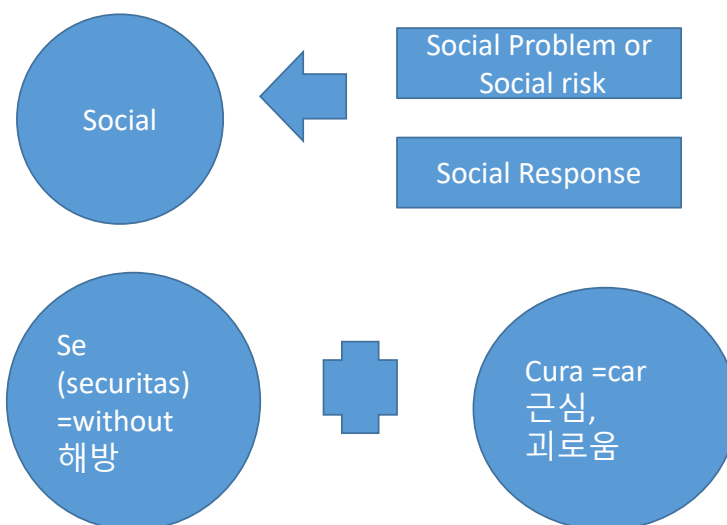 Social
Social Problem or
Social risk
Social Response
Se
(securitas)
=without
해방
Cura =car
근심,
괴로움